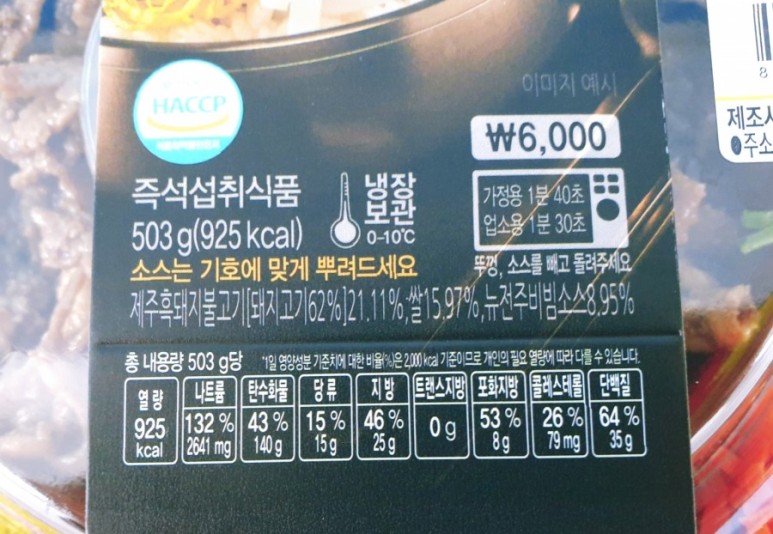 이미지 예시
HACCP
₩6,000
즉석섭취식품
503 g(925 kcal)
냉장
보관
0-10℃
가정용 1분 40초
업소용 1분 30초
소스는 기호에 맞게 뿌려드세요
뚜껑, 소스를 빼고 돌려주세요
제주흑돼지불고기[돼지고기62%]21.11%,쌀15.97%,뉴전주비빔소스8.95%
총 내용량 503 g당 *1일 영양성분 기준치에 대한 비율(%)은 2,000 kcal 기준이므로 개인의 필요 열량에 따라 다를 수 있습니다.
열량 나트륨 탄수화물 당류 지방 트랜스지방 포화지방 콜레스테롤 단백질
925 kcal 132 % 43 % 15 % 46 % 0 g 53 % 26 % 64 %
2641 mg 140 g 15 g 25 g 8 g 79 mg 35 g
8
제조사
주소